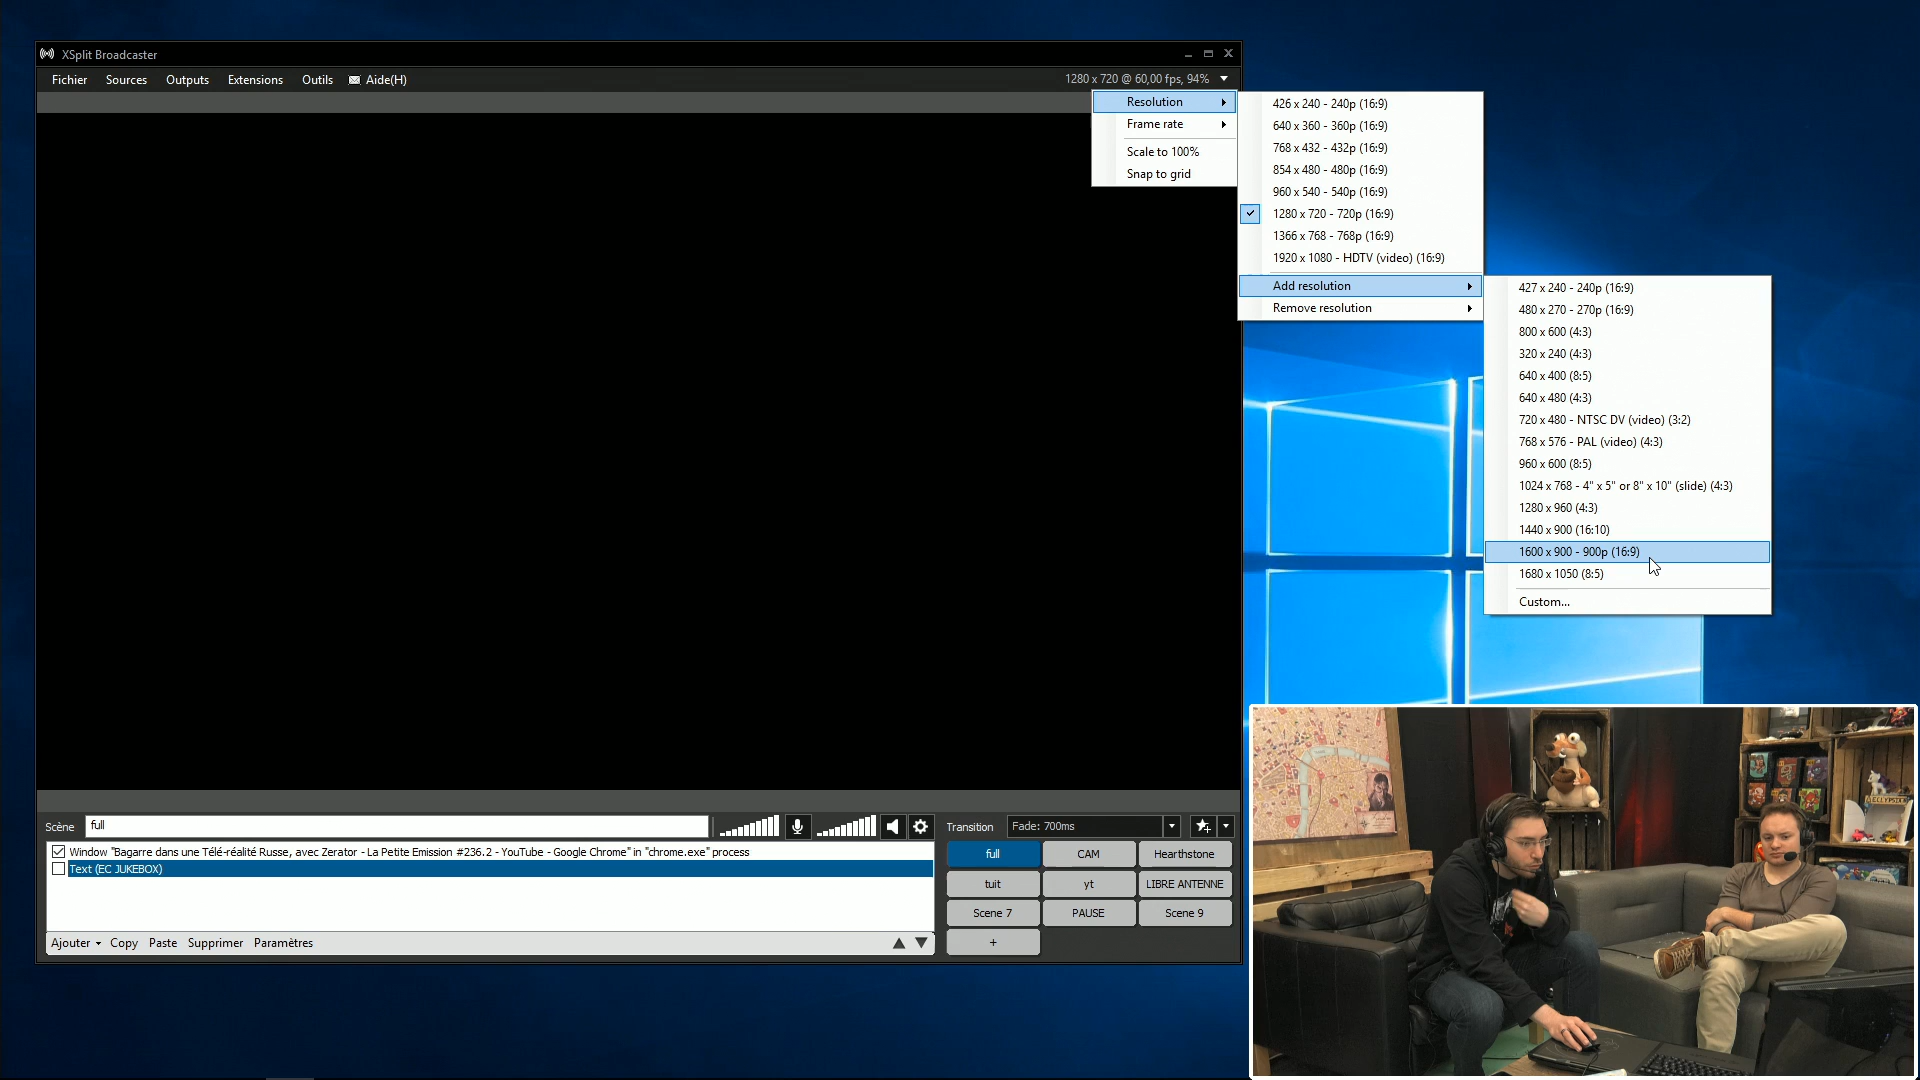 XSplit Broadcaster
Fichier Sources Outputs Extensions Outils Aide(H)
1280 x 720 @ 60,00 fps, 94%
Resolution
Frame rate
Scale to 100%
Snap to grid
426 x 240 - 240p (16:9)
640 x 360 - 360p (16:9)
768 x 432 - 432p (16:9)
854 x 480 - 480p (16:9)
960 x 540 - 540p (16:9)
1280 x 720 - 720p (16:9)
1366 x 768 - 768p (16:9)
1920 x 1080 - HDTV (video) (16:9)
Add resolution
Remove resolution
427 x 240 - 240p (16:9)
480 x 270 - 270p (16:9)
800 x 600 (4:3)
320 x 240 (4:3)
640 x 400 (8:5)
640 x 480 (4:3)
720 x 480 - NTSC DV (video) (3:2)
768 x 576 - PAL (video) (4:3)
960 x 600 (8:5)
1024 x 768 - 4" x 5" or 8" x 10" (slide) (4:3)
1280 x 960 (4:3)
1440 x 900 (16:10)
1600 x 900 - 900p (16:9)
1680 x 1050 (8:5)
Custom...
Scène full
Window "Bagarre dans une Télé-réalité Russe, avec Zerator - La Petite Emission #236.2 - YouTube - Google Chrome" in "chrome.exe" process
Text (EC JUKEBOX)
Ajouter Copy Paste Supprimer Paramètres
Transition Fade: 700ms
full CAM Hearthstone
tuit yt LIBRE ANTENNE
Scene 7 PAUSE Scene 9
+